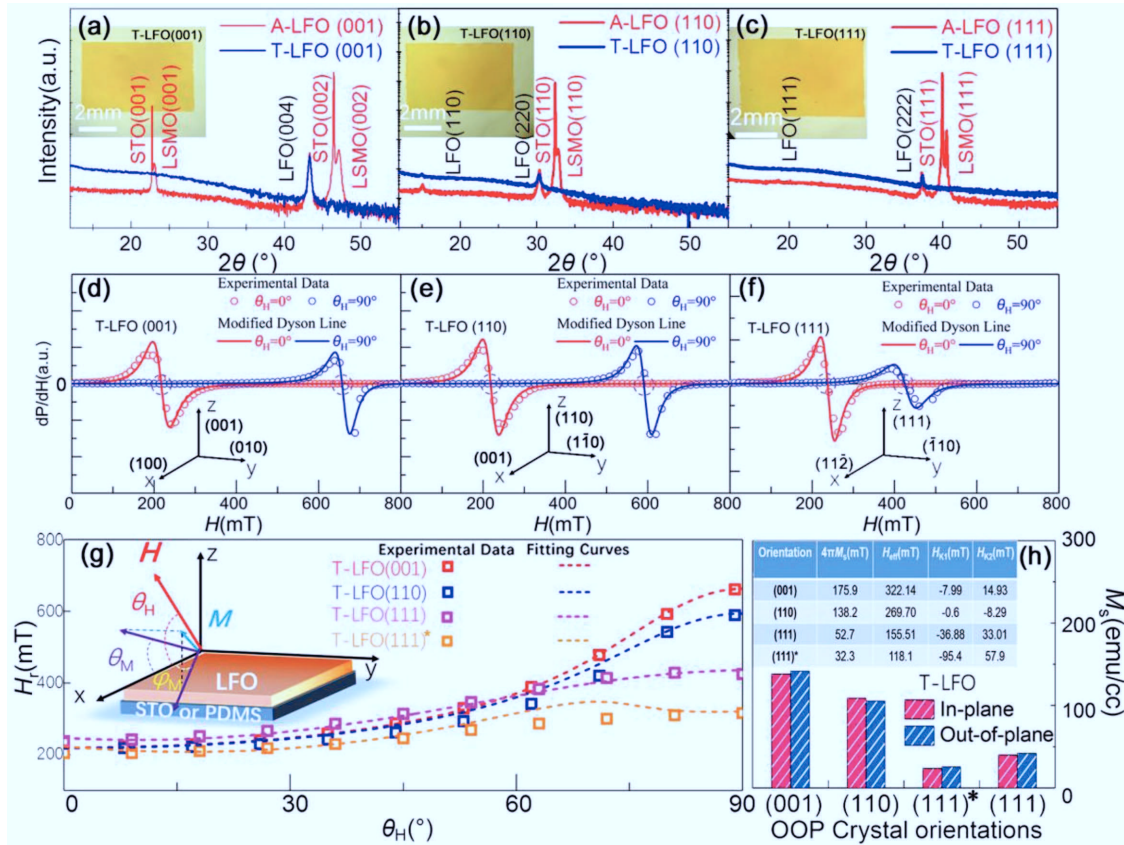 (a)
T-LFO(001)
A-LFO (001)
T-LFO (001)
2mm
STO(001)
LSMO(001)
LFO(004)
STO(002)
LSMO(002)
Intensity(a.u.)
10 20 30 40 50
2θ (°)
(b)
T-LFO(110)
A-LFO (110)
T-LFO (110)
2mm
LFO(110)
LFO(220)
STO(110)
LSMO(110)
20 30 40 50
2θ (°)
(c)
T-LFO(111)
A-LFO (111)
T-LFO (111)
2mm
LFO(111)
LFO(222)
STO(111)
LSMO(111)
10 20 30 40 50
2θ (°)
(d)
Experimental Data
θH=0° θH=90°
T-LFO (001)
Modified Dyson Line
θH=0° θH=90°
dP/dH(a.u.)
0
z
(001)
(010)
y
(100)
x
0 200 400 600 800
H(mT)
(e)
Experimental Data
θH=0° θH=90°
T-LFO (110)
Modified Dyson Line
θH=0° θH=90°
z
(110)
(11̄0)
y
(001)
x
200 400 600 800
H(mT)
(f)
Experimental Data
θH=0° θH=90°
T-LFO (111)
Modified Dyson Line
θH=0° θH=90°
z
(111)
(1̄10)
y
(112̄)
x
200 400 600 800
H(mT)
(g)
Experimental Data Fitting Curves
T-LFO(001)
T-LFO(110)
T-LFO(111)
T-LFO(111)*
Hr(mT)
800
600
400
200
H
z
θH
M
θM
φM
x
y
LFO
STO or PDMS
0 30 60 90
θH(°)
(h)
Orientation 4πMs(mT) Heff(mT) HK1(mT) HK2(mT)
(001) 175.9 322.14 -7.99 14.93
(110) 138.2 269.70 -0.6 -8.29
(111) 52.7 155.51 -36.88 33.01
(111)* 32.3 118.1 -95.4 57.9
T-LFO
In-plane
Out-of-plane
300
200
100
0
Ms(emu/cc)
(001) (110) (111)* (111)
OOP Crystal orientations